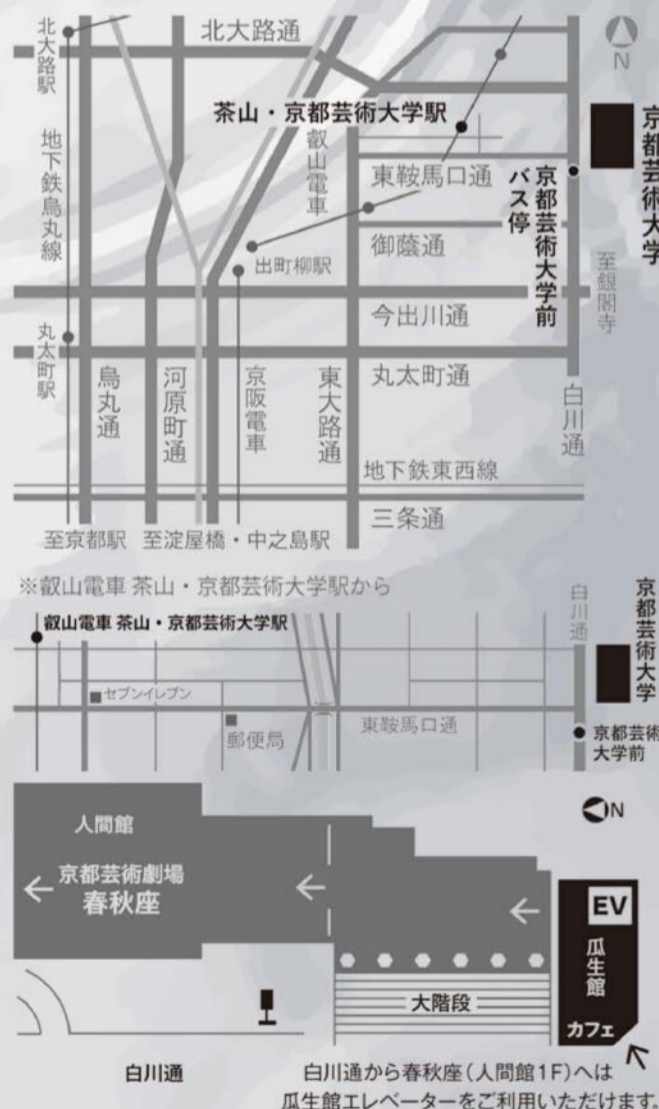 北大路駅
北大路通
N
茶山・京都芸術大学駅
京都芸術大学
地下鉄烏丸線
叡山電車
東鞍馬口通
京都芸術大学前
バス停
御蔭通
出町柳駅
至銀閣寺
今出川通
丸太町駅
烏丸通
河原町通
京阪電車
東大路通
丸太町通
白川通
地下鉄東西線
三条通
至京都駅
至淀屋橋・中之島駅
※叡山電車 茶山・京都芸術大学駅から
叡山電車 茶山・京都芸術大学駅
白川通
京都芸術大学
セブンイレブン
郵便局
東鞍馬口通
京都芸術
大学前
N
人間館
京都芸術劇場
春秋座
EV
瓜生館
カフェ
大階段
白川通
白川通から春秋座(人間館1F)へは
瓜生館エレベーターをご利用いただけます。